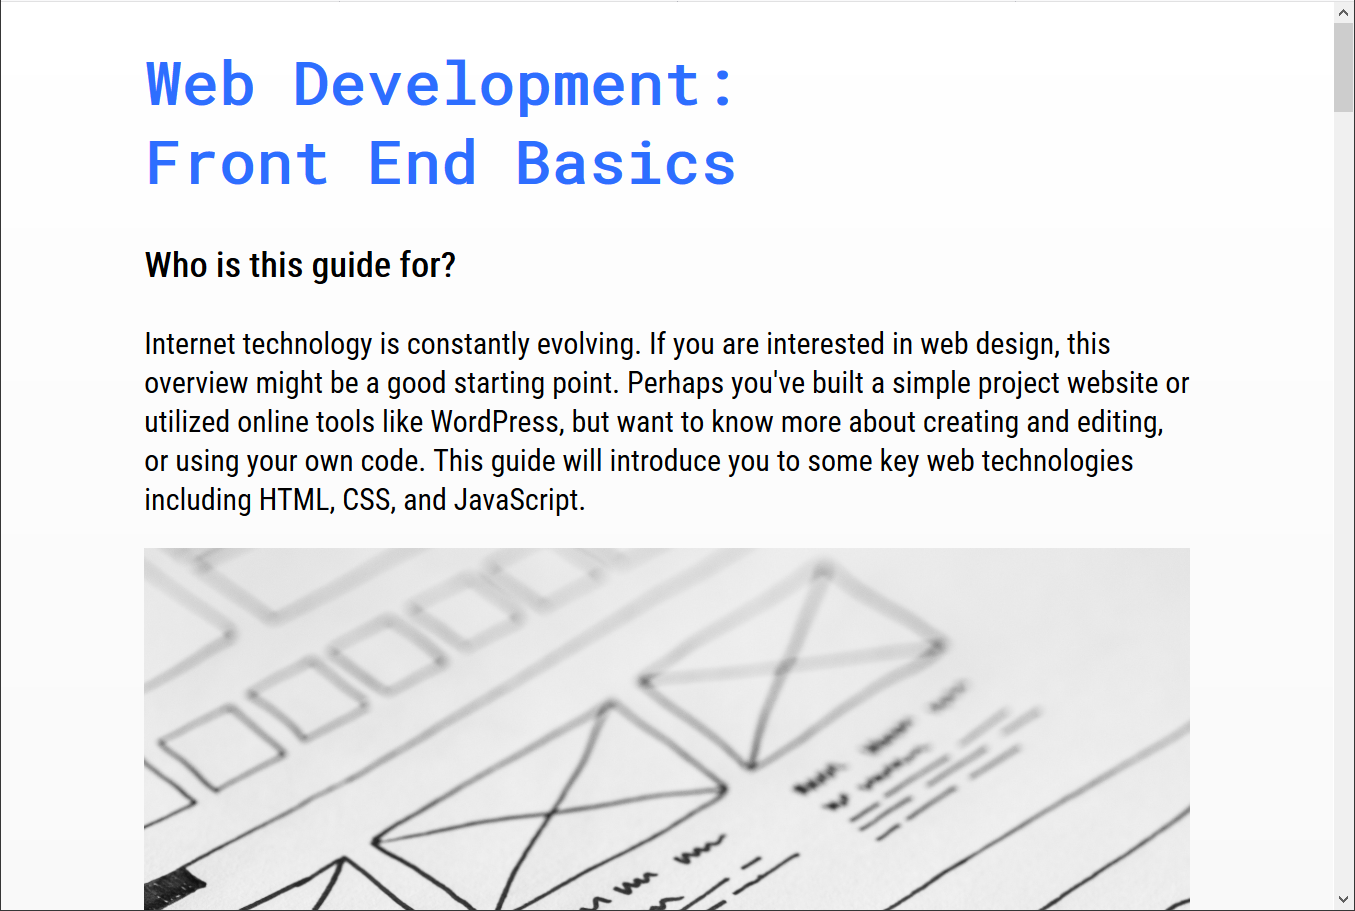 Web Development:
Front End Basics
Who is this guide for?
Internet technology is constantly evolving. If you are interested in web design, this
overview might be a good starting point. Perhaps you've built a simple project website or
utilized online tools like WordPress, but want to know more about creating and editing,
or using your own code. This guide will introduce you to some key web technologies
including HTML, CSS, and JavaScript.